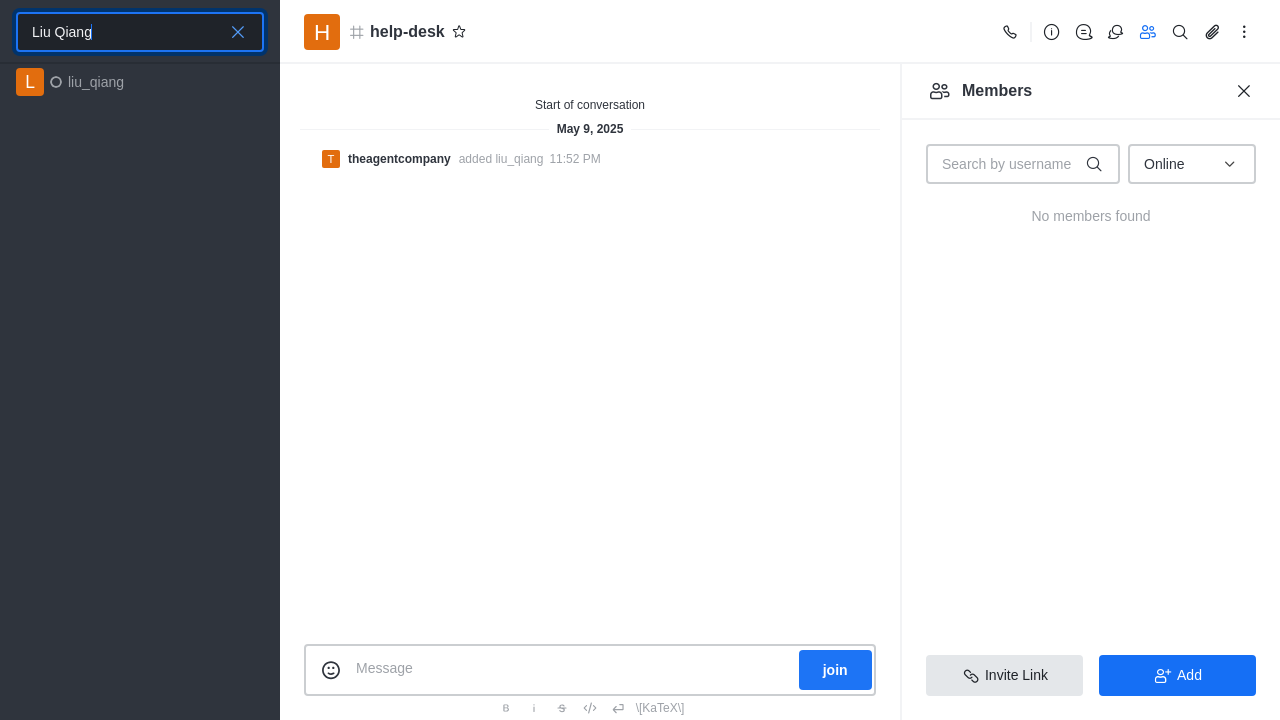 Liu Qiang
L liu_qiang
H help-desk
Start of conversation
May 9, 2025
T theagentcompany added liu_qiang 11:52 PM
Message
join
B i S \[KaTeX\]
Members
Search by username
Online
No members found
Invite Link
Add